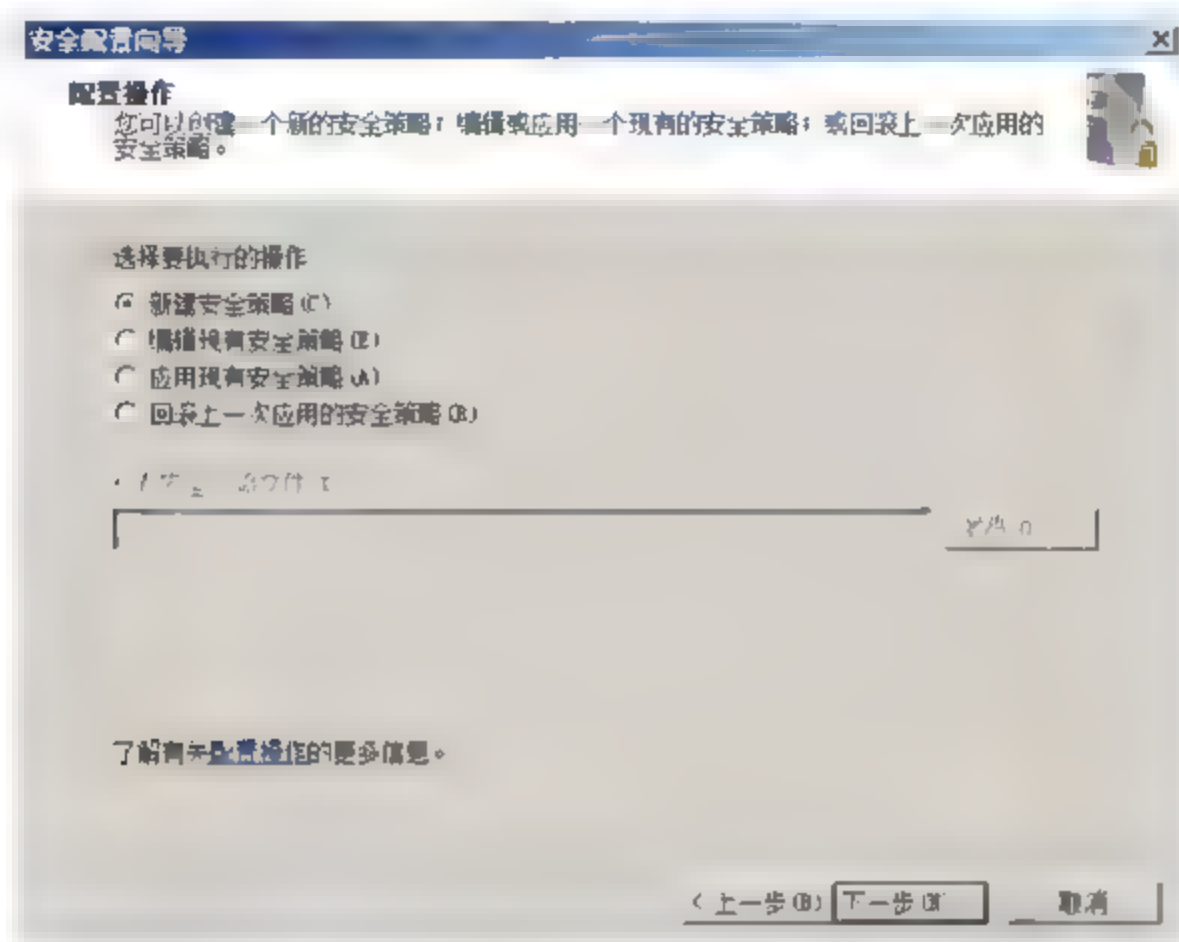 安全配置向导
配置操作
您可以创建一个新的安全策略；编辑或应用一个现有的安全策略；或回滚上一次应用的
安全策略。
选择要执行的操作
新建安全策略(C)
编辑现有安全策略(E)
应用现有安全策略(A)
回滚上一次应用的安全策略(R)
了解有关配置操作的更多信息。
< 上一步(B)
下一步(N)
取消